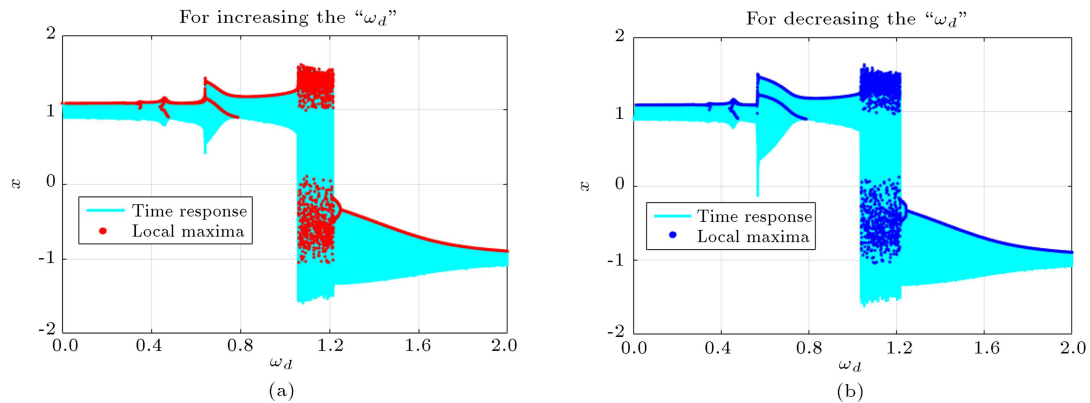 For increasing the “ω_d”
2
1
0
-1
-2
x
Time response
Local maxima
0.0 0.4 0.8 1.2 1.6 2.0
ω_d
(a)
For decreasing the “ω_d”
2
1
0
-1
-2
x
Time response
Local maxima
0.0 0.4 0.8 1.2 1.6 2.0
ω_d
(b)